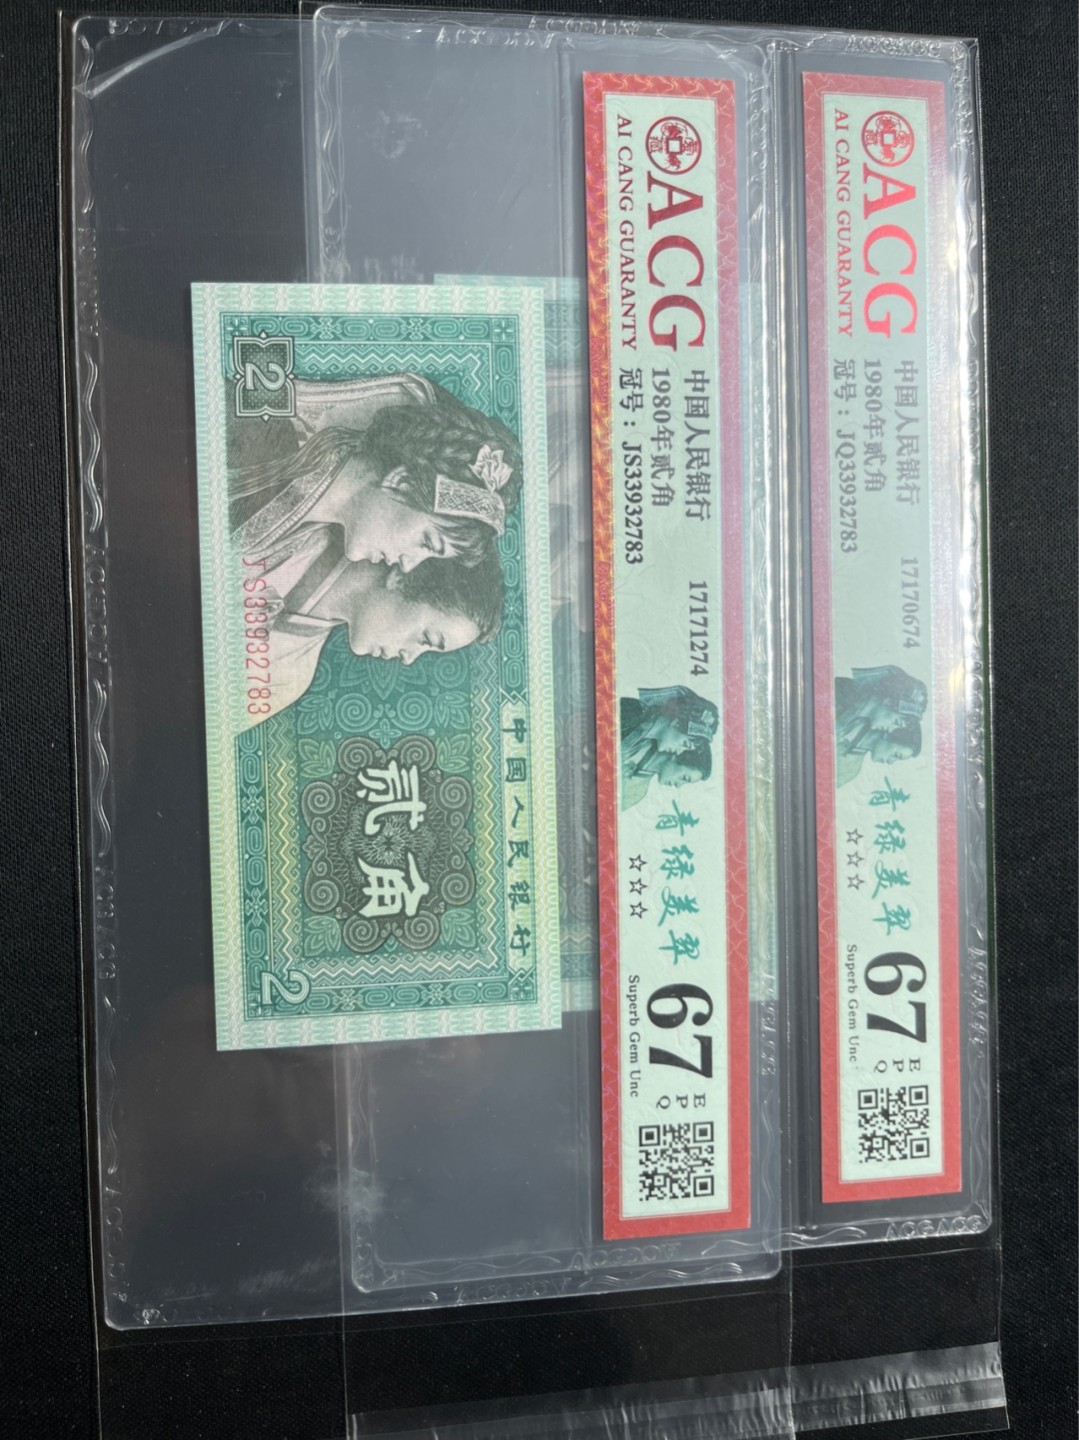 ACG
AI CANG GUARANTY
中国人民银行
1980年贰角
冠号：JQ33932783
17170674
青绿美翠
☆☆☆
67
EPQ
Superb Gem Unc
ACG
AI CANG GUARANTY
中国人民银行
1980年贰角
冠号：JS33932783
17171274
青绿美翠
☆☆☆
67
EPQ
Superb Gem Unc
中国人民银行
贰角
2
2
JS33932783